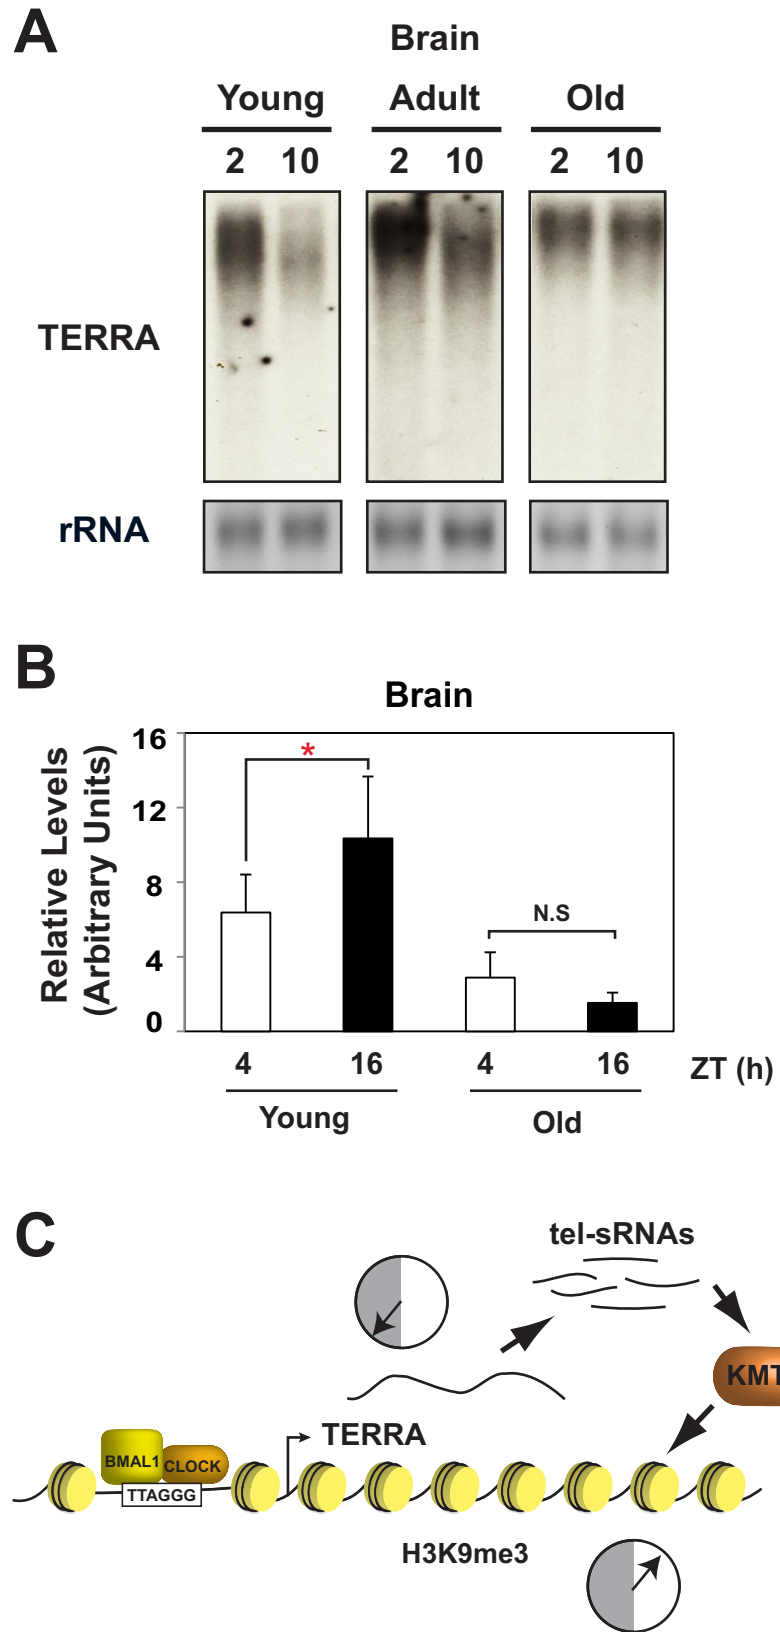 A
Brain
Young Adult Old
2 10 2 10 2 10
TERRA
rRNA
B
Brain
Relative Levels
(Arbitrary Units)
16
12
8
4
0
*
N.S
4 16 4 16 ZT (h)
Young Old
C
tel-sRNAs
KMT
TERRA
BMAL1 CLOCK
TTAGGG
H3K9me3